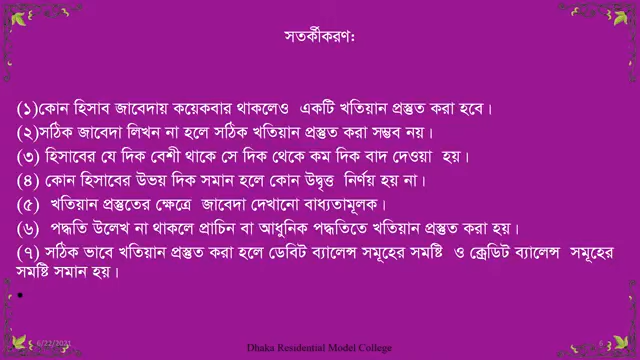 সতর্কীকরণ:
(১)কোন হিসাব জাবেদায় কয়েকবার থাকলেও একটি খতিয়ান প্রস্তুত করা হবে।
(২)সঠিক জাবেদা লিখন না হলে সঠিক খতিয়ান প্রস্তুত করা সম্ভব নয়।
(৩) হিসাবের যে দিক বেশী থাকে সে দিক থেকে কম দিক বাদ দেওয়া হয়।
(৪) কোন হিসাবের উভয় দিক সমান হলে কোন উদ্বৃত্ত নির্ণয় হয় না।
(৫) খতিয়ান প্রস্তুতের ক্ষেত্রে জাবেদা দেখানো বাধ্যতামূলক।
(৬) পদ্ধতি উলেখ না থাকলে প্রাচিন বা আধুনিক পদ্ধতিতে খতিয়ান প্রস্তুত করা হয়।
(৭) সঠিক ভাবে খতিয়ান প্রস্তুত করা হলে ডেবিট ব্যালেন্স সমূহের সমষ্টি ও ক্রেডিট ব্যালেন্স সমূহের
সমষ্টি সমান হয়।
6/22/2021
Dhaka Residential Model College